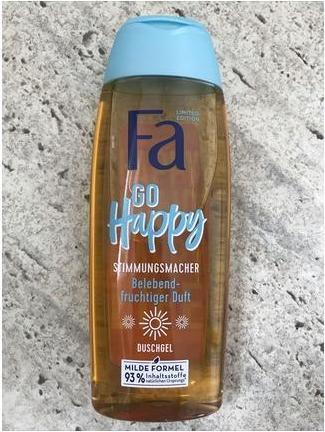 Fa
LIMITED
EDITION
GO
Happy
STIMMUNGSMACHER
Belebend-
fruchtiger Duft
DUSCHGEL
MILDE FORMEL
93% Inhaltsstoffe
natürlichen Ursprungs*